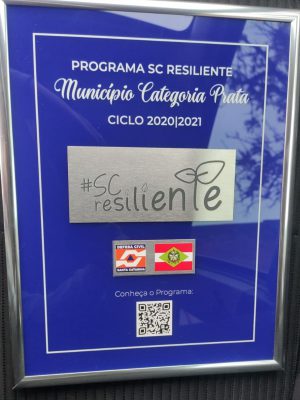 PROGRAMA SC RESILIENTE
Município Categoria Prata
CICLO 2020|2021
#SC
resiliente
DEFESA CIVIL
SANTA CATARINA
Conheça o Programa: